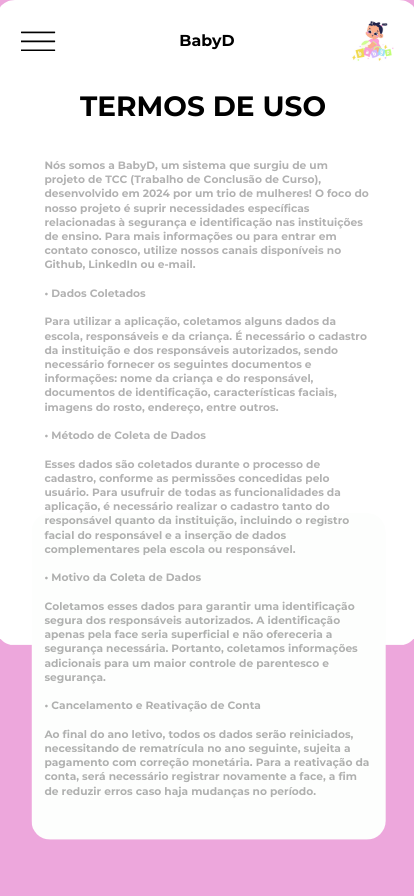 BabyD
TERMOS DE USO
Nós somos a BabyD, um sistema que surgiu de um
projeto de TCC (Trabalho de Conclusão de Curso),
desenvolvido em 2024 por um trio de mulheres! O foco do
nosso projeto é suprir necessidades específicas
relacionadas à segurança e identificação nas instituições
de ensino. Para mais informações ou para entrar em
contato conosco, utilize nossos canais disponíveis no
Github, LinkedIn ou e-mail.
• Dados Coletados
Para utilizar a aplicação, coletamos alguns dados da
escola, responsáveis e da criança. É necessário o cadastro
da instituição e dos responsáveis autorizados, sendo
necessário fornecer os seguintes documentos e
informações: nome da criança e do responsável,
documentos de identificação, características faciais,
imagens do rosto, endereço, entre outros.
• Método de Coleta de Dados
Esses dados são coletados durante o processo de
cadastro, conforme as permissões concedidas pelo
usuário. Para usufruir de todas as funcionalidades da
aplicação, é necessário realizar o cadastro tanto do
responsável quanto da instituição, incluindo o registro
facial do responsável e a inserção de dados
complementares pela escola ou responsável.
• Motivo da Coleta de Dados
Coletamos esses dados para garantir uma identificação
segura dos responsáveis autorizados. A identificação
apenas pela face seria superficial e não ofereceria a
segurança necessária. Portanto, coletamos informações
adicionais para um maior controle de parentesco e
segurança.
• Cancelamento e Reativação de Conta
Ao final do ano letivo, todos os dados serão reiniciados,
necessitando de rematrícula no ano seguinte, sujeita a
pagamento com correção monetária. Para a reativação da
conta, será necessário registrar novamente a face, a fim
de reduzir erros caso haja mudanças no período.